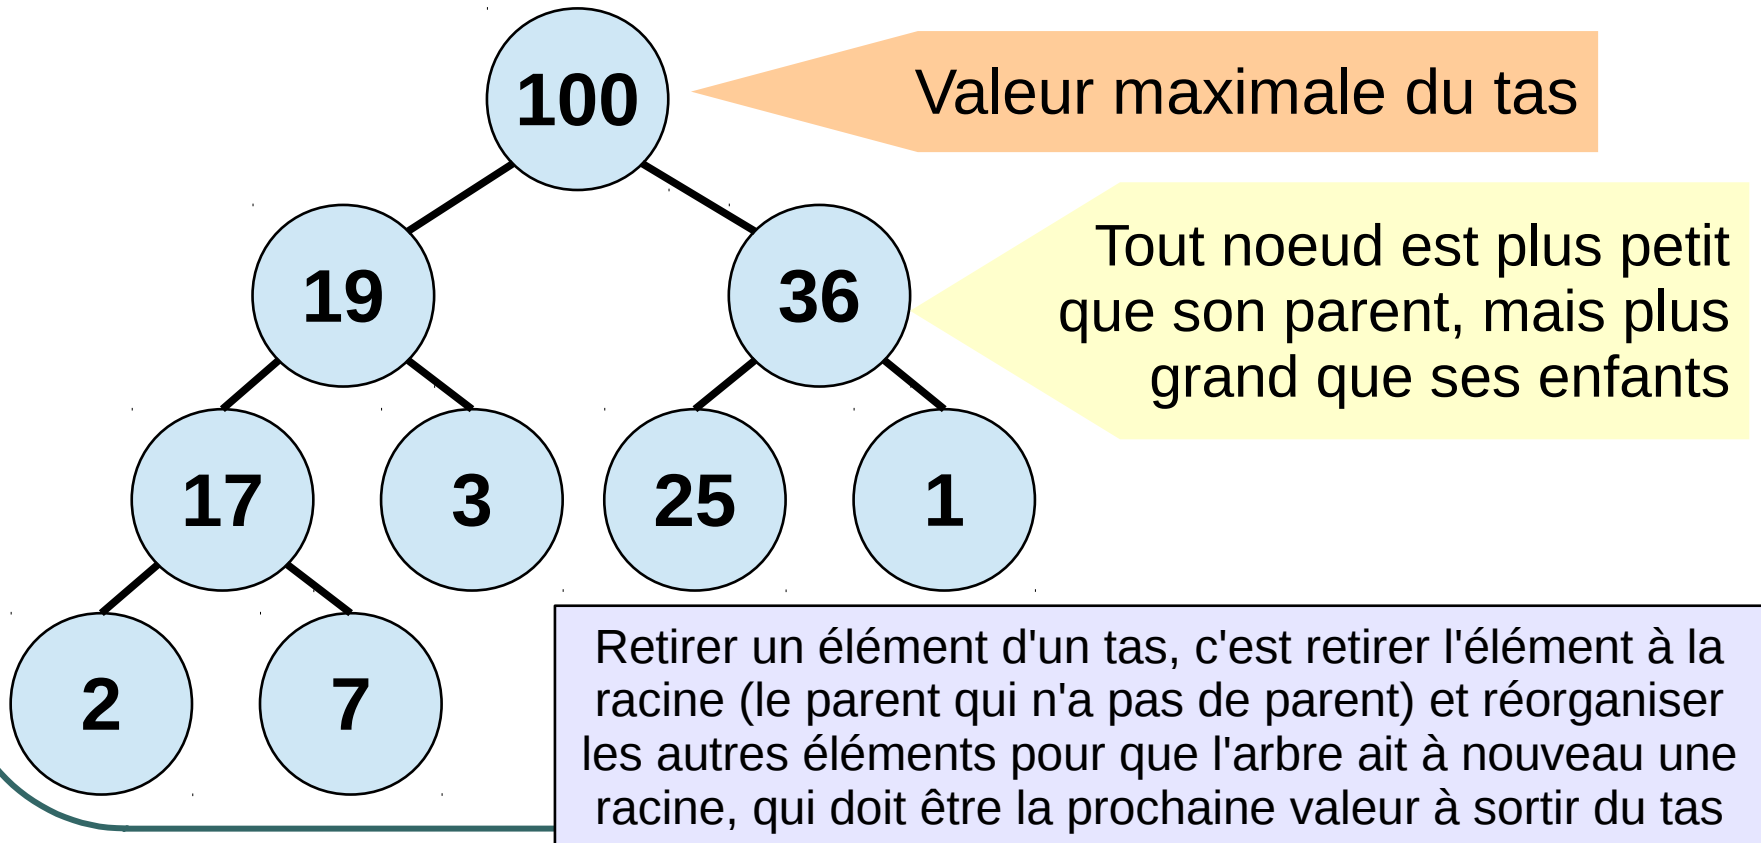 100
Valeur maximale du tas
19
36
Tout noeud est plus petit
que son parent, mais plus
grand que ses enfants
17
3
25
1
2
7
Retirer un élément d'un tas, c'est retirer l'élément à la
racine (le parent qui n'a pas de parent) et réorganiser
les autres éléments pour que l'arbre ait à nouveau une
racine, qui doit être la prochaine valeur à sortir du tas